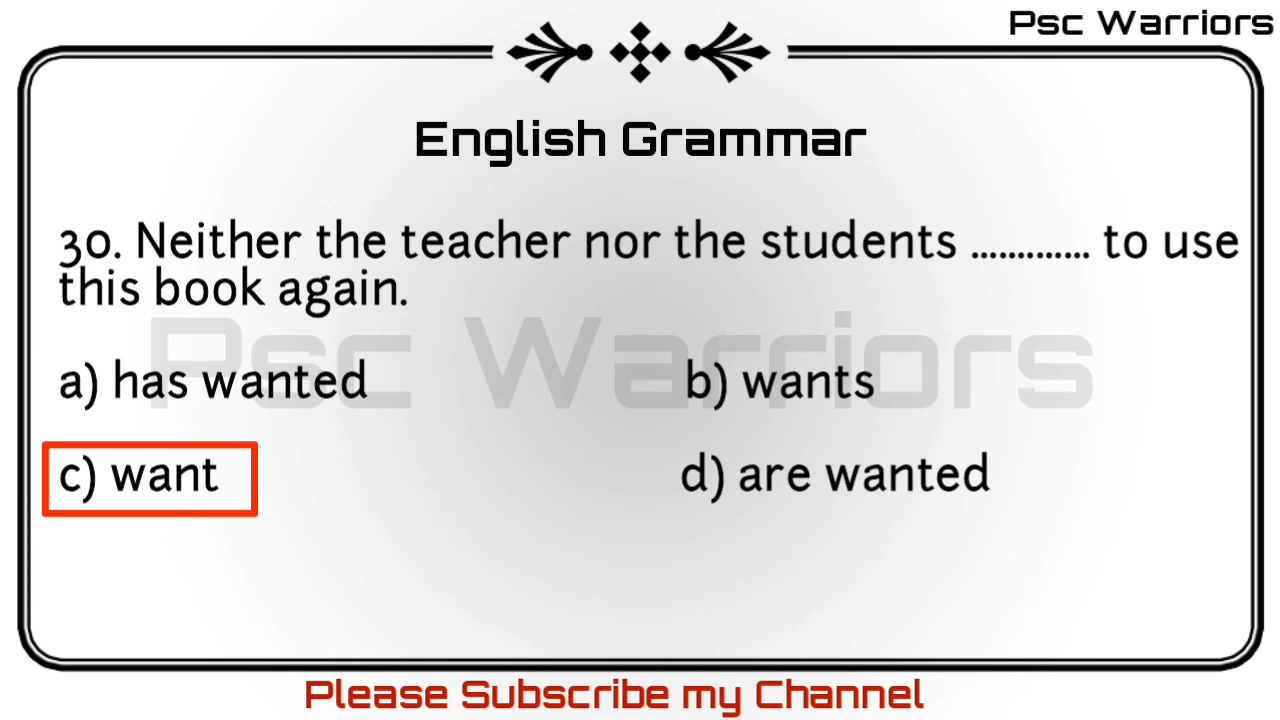 Psc Warriors
English Grammar
30. Neither the teacher nor the students ............. to use
this book again.
Psc Warriors
a) has wanted
b) wants
c) want
d) are wanted
Please Subscribe my Channel